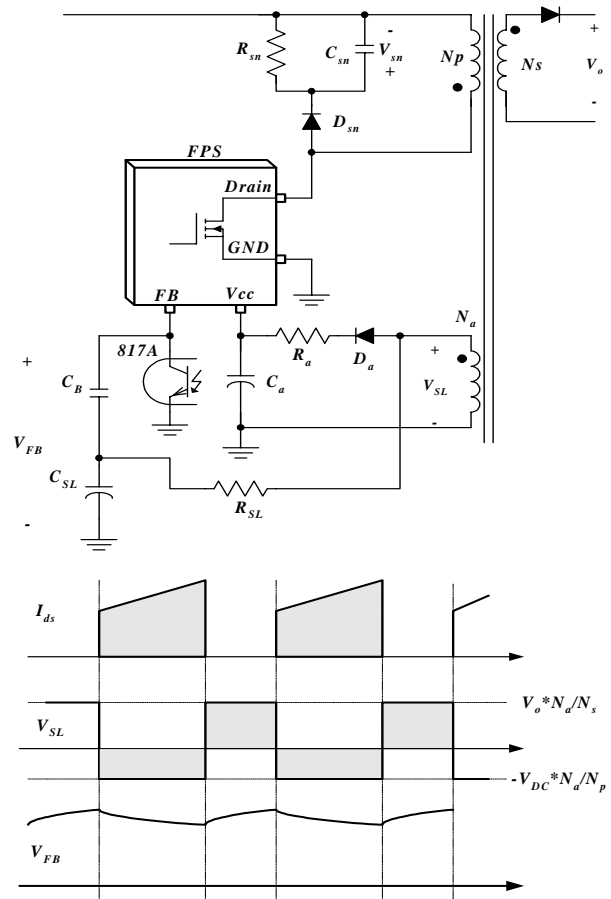 R_sn
C_sn
-
V_sn
+
Np
Ns
+
V_o
-
D_sn
FPS
Drain
GND
FB
Vcc
817A
R_a
D_a
N_a
+
V_SL
-
C_a
+
C_B
V_FB
C_SL
-
R_SL
I_ds
V_o*N_a/N_s
V_SL
-V_DC*N_a/N_p
V_FB